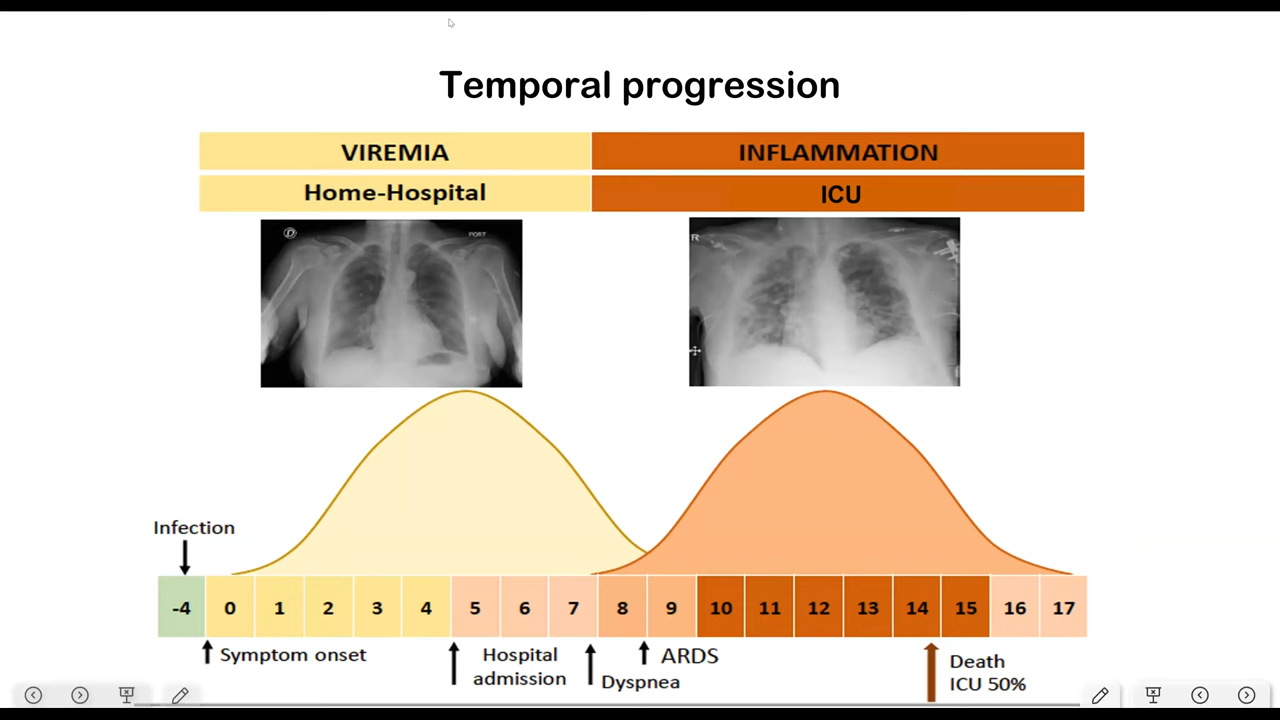 Temporal progression
VIREMIA
INFLAMMATION
Home-Hospital
ICU
D
PORT
R
Infection
-4 0 1 2 3 4 5 6 7 8 9 10 11 12 13 14 15 16 17
Symptom onset
Hospital
admission
Dyspnea
ARDS
Death
ICU 50%